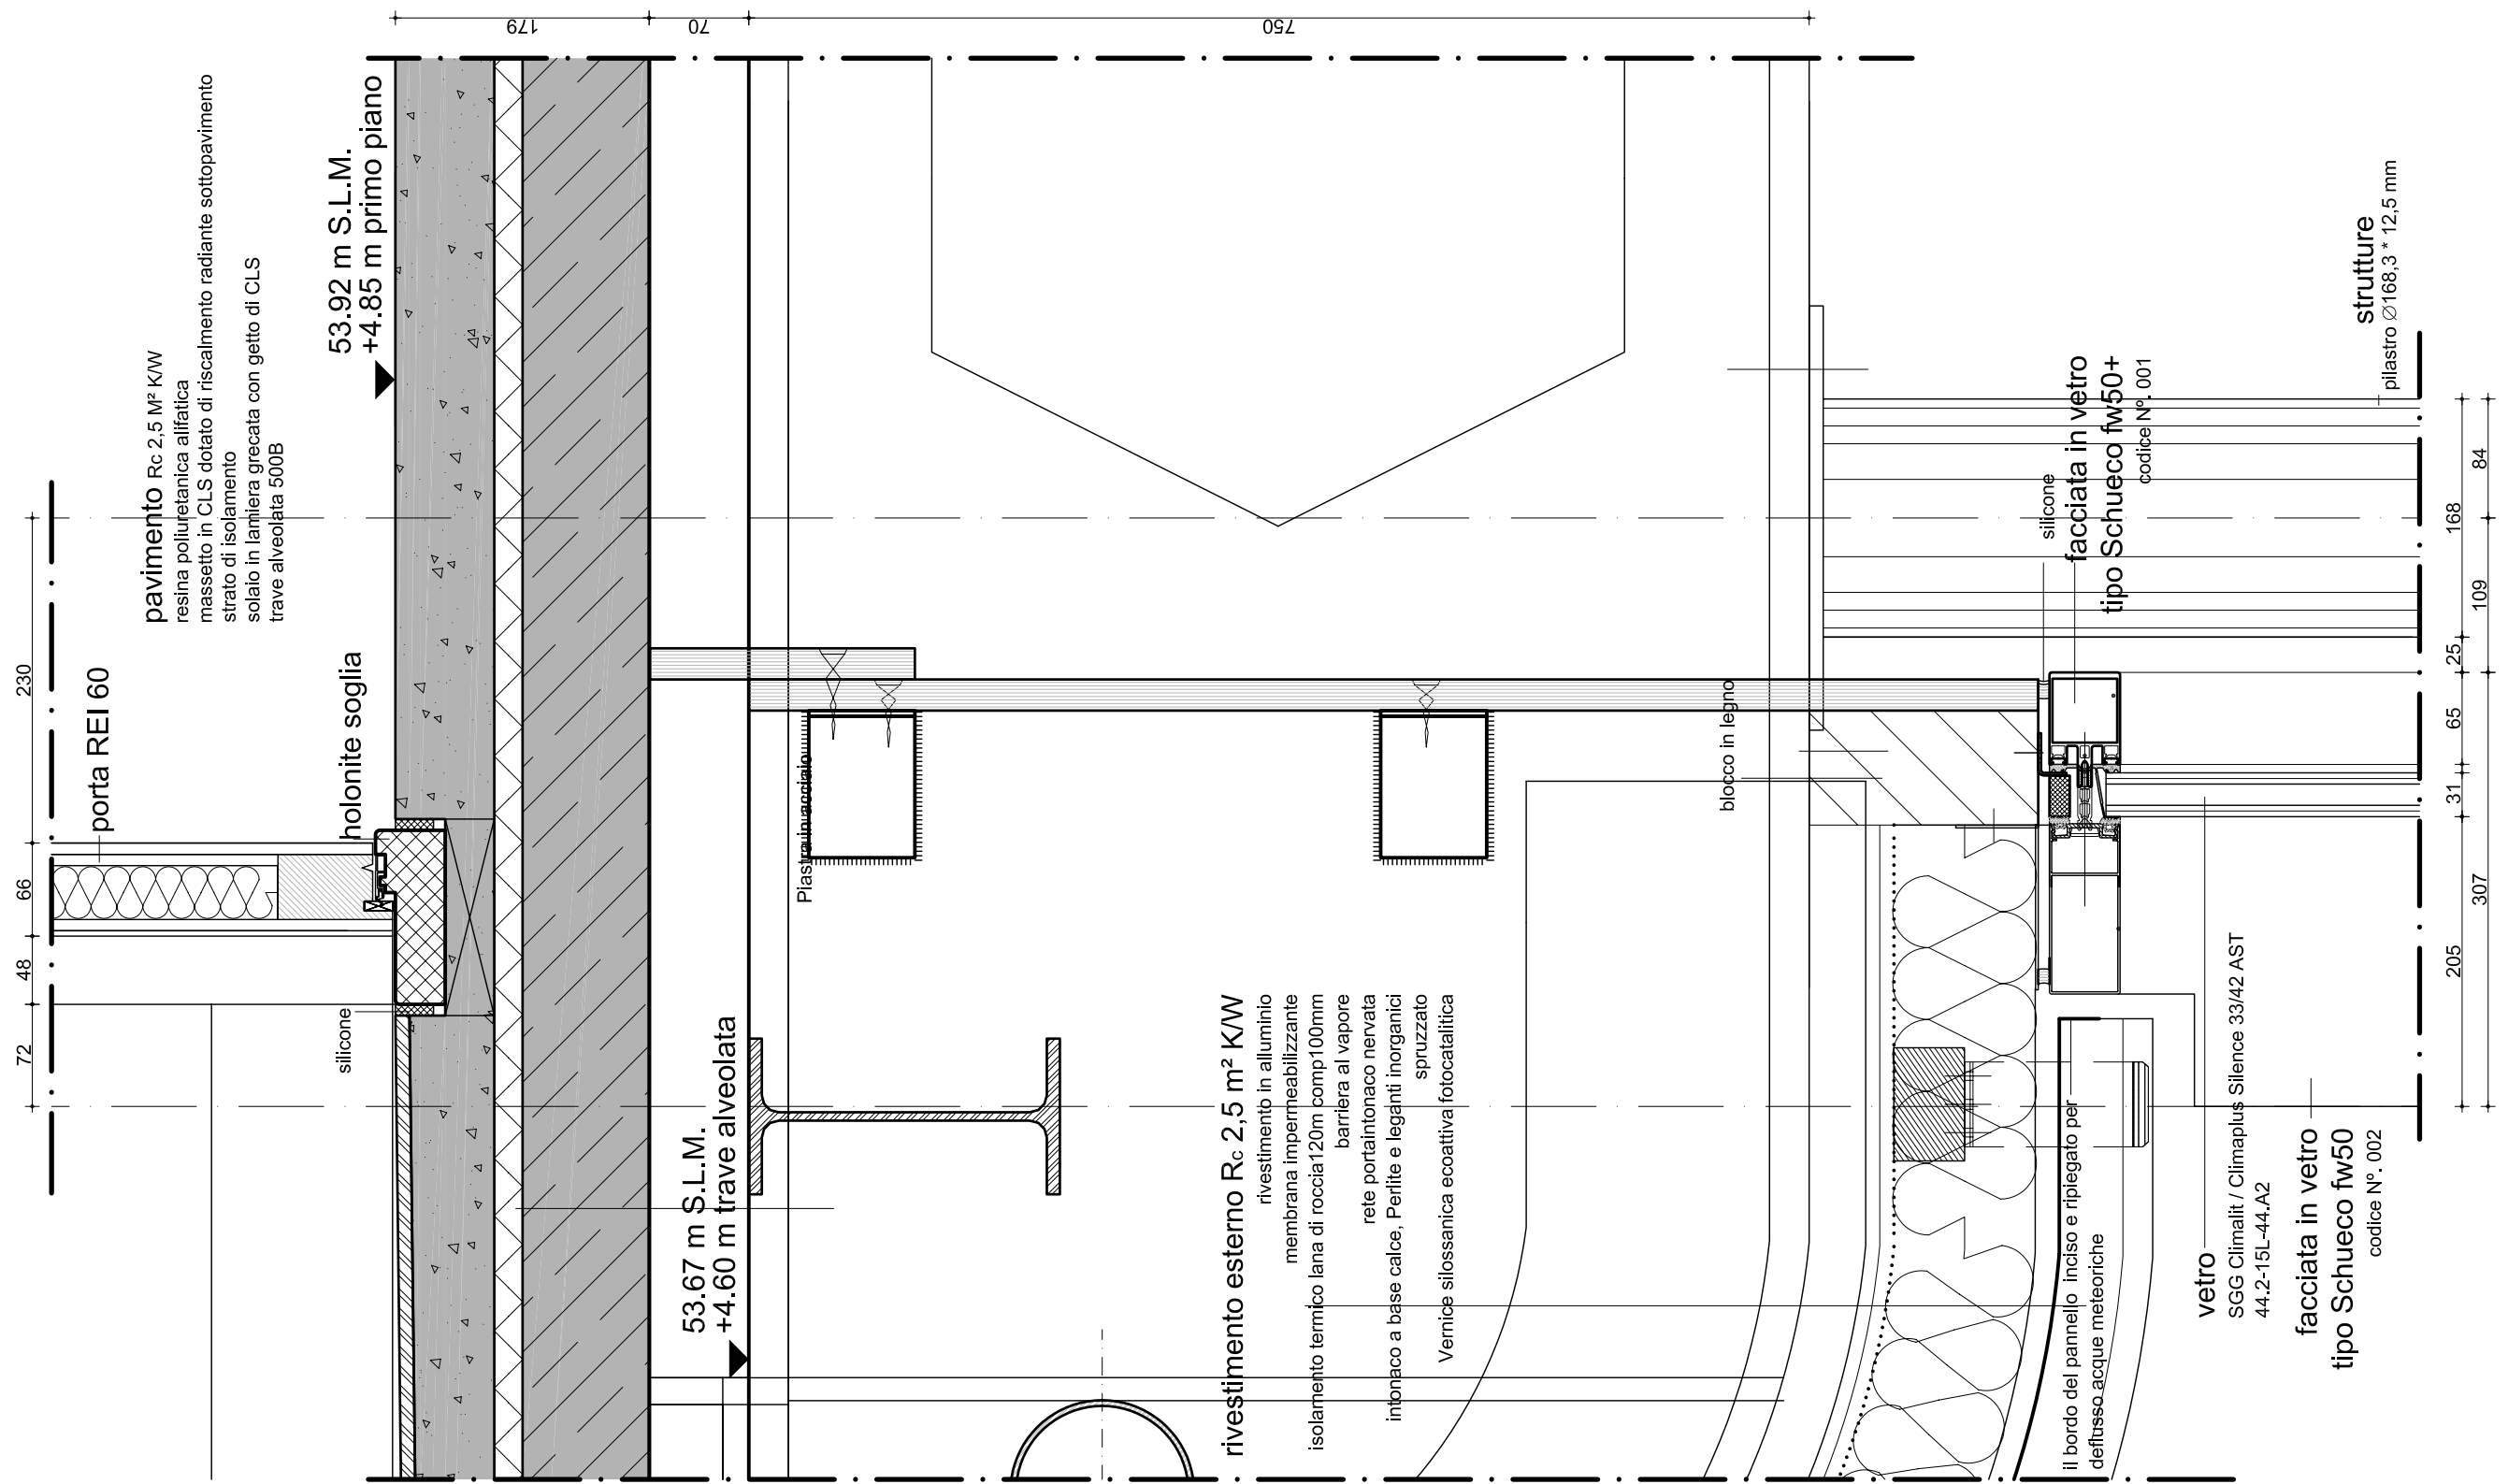 179
70
750
pavimento Rc 2,5 M² K/W
resina poliuretanica alifatica
massetto in CLS dotato di riscalmento radiante sottopavimento
strato di isolamento
solaio in lamiera grecata con getto di CLS
trave alveolata 500B
53.92 m S.L.M.
+4.85 m primo piano
porta REI 60
holonite soglia
silicone
230
66
48
72
53.67 m S.L.M.
+4.60 m trave alveolata
Piastra in acciaio
blocco in legno
rivestimento esterno Rc 2,5 m² K/W
rivestimento in alluminio
membrana impermeabilizzante
isolamento termico lana di roccia120m comp100mm
barriera al vapore
rete portaintonaco nervata
intonaco a base calce, Perlite e leganti inorganici
spruzzato
Vernice silossanica ecoattiva fotocatalitica
silicone
facciata in vetro
tipo Schueco fw50+
codice Nº. 001
strutture
pilastro Ø168,3 * 12,5 mm
il bordo del pannello inciso e ripiegato per
deflusso acque meteoriche
vetro
SGG Climalit / Climaplus Silence 33/42 AST
44.2-15L-44.A2
facciata in vetro
tipo Schueco fw50
codice Nº. 002
168
25
65
31
205
84
109
307